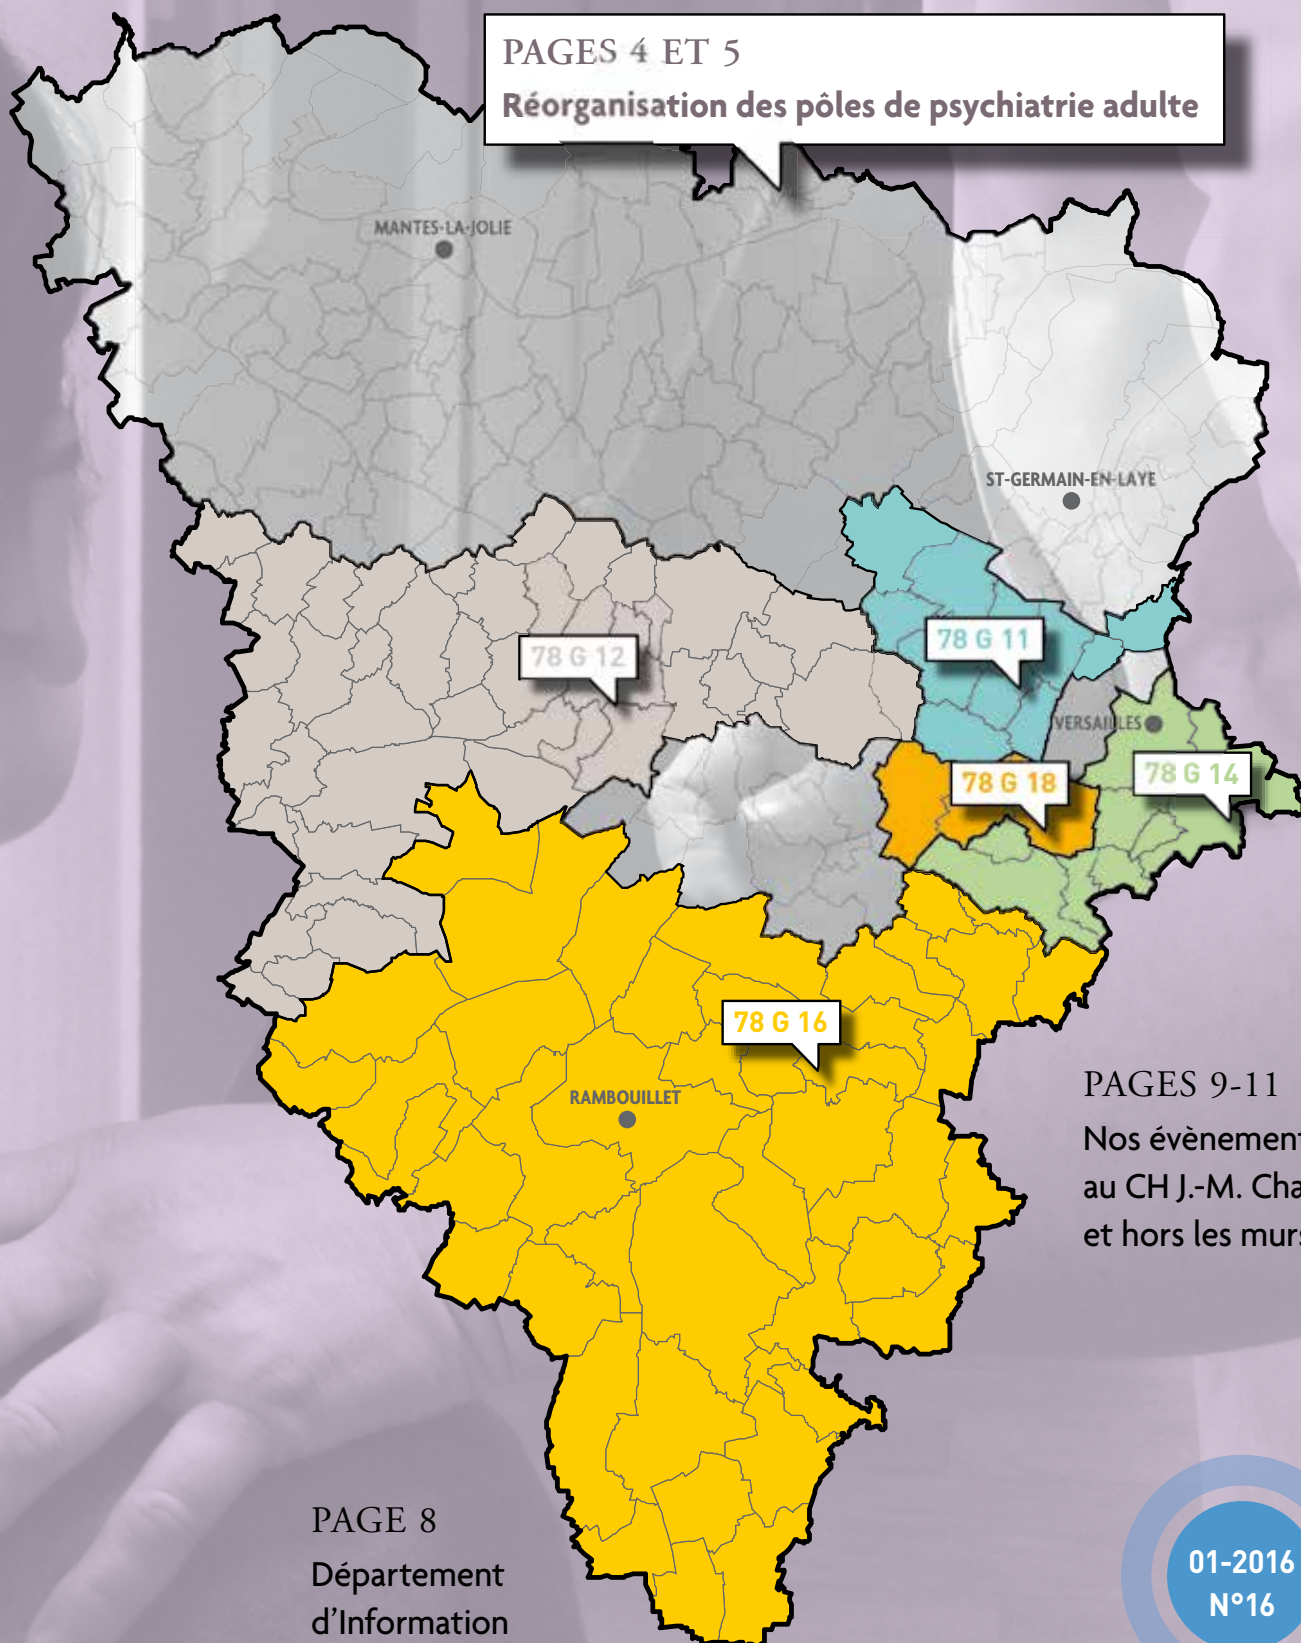 PAGES 4 ET 5
Réorganisation des pôles de psychiatrie adulte
MANTES-LA-JOLIE
ST-GERMAIN-EN-LAYE
78 G 12
78 G 11
VERSAILLES
78 G 18
78 G 14
78 G 16
RAMBOUILLET
PAGES 9-11
Nos évènement
au CH J.-M. Cha
et hors les murs
PAGE 8
Département
d'Information
01-2016
N°16